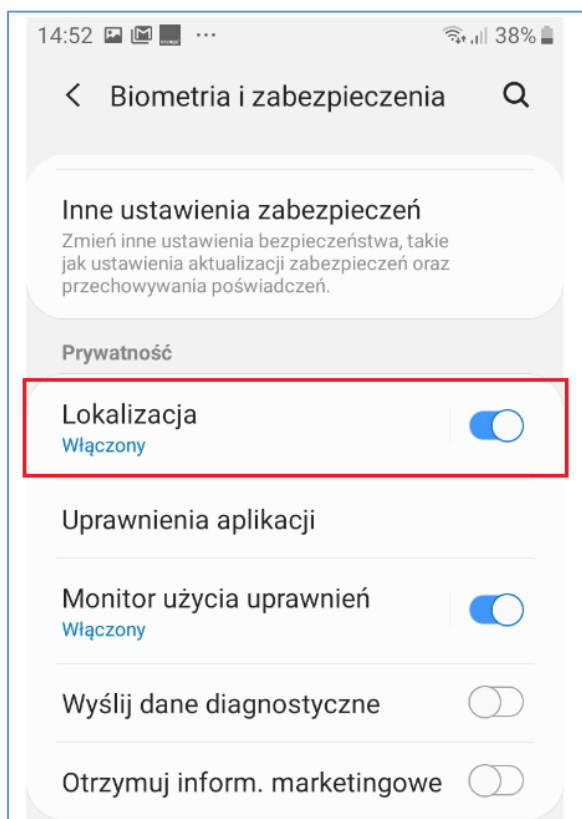 14:52 38%
Biometria i zabezpieczenia
Inne ustawienia zabezpieczeń
Zmień inne ustawienia bezpieczeństwa, takie
jak ustawienia aktualizacji zabezpieczeń oraz
przechowywania poświadczeń.
Prywatność
Lokalizacja
Włączony
Uprawnienia aplikacji
Monitor użycia uprawnień
Włączony
Wyślij dane diagnostyczne
Otrzymuj inform. marketingowe